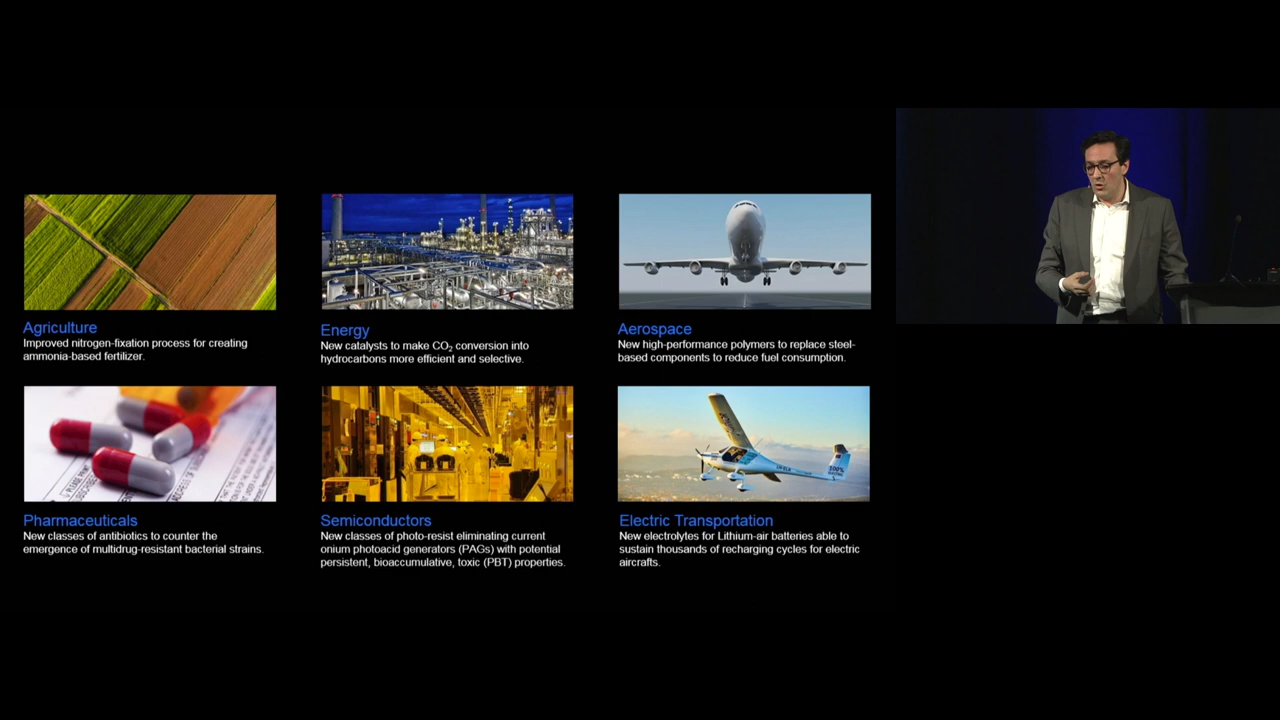 Agriculture
Improved nitrogen-fixation process for creating
ammonia-based fertilizer.
Energy
New catalysts to make CO₂ conversion into
hydrocarbons more efficient and selective.
Aerospace
New high-performance polymers to replace steel-
based components to reduce fuel consumption.
100%
Pharmaceuticals
New classes of antibiotics to counter the
emergence of multidrug-resistant bacterial strains.
Semiconductors
New classes of photo-resist eliminating current
onium photoacid generators (PAGs) with potential
persistent, bioaccumulative, toxic (PBT) properties.
Electric Transportation
New electrolytes for Lithium-air batteries able to
sustain thousands of recharging cycles for electric
aircrafts.